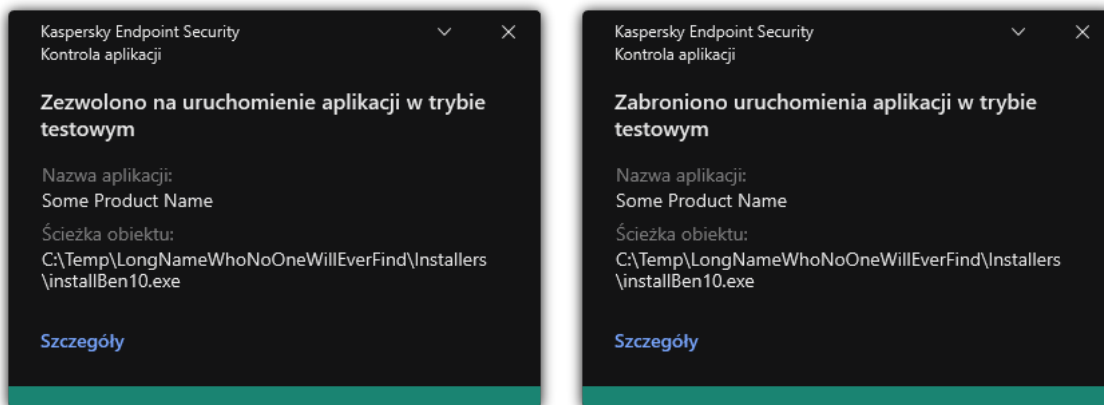 Kaspersky Endpoint Security
Kontrola aplikacji
Zezwolono na uruchomienie aplikacji w trybie
testowym
Nazwa aplikacji:
Some Product Name
Ścieżka obiektu:
C:\Temp\LongNameWhoNoOneWillEverFind\Installers
\installBen10.exe
Szczegóły
Kaspersky Endpoint Security
Kontrola aplikacji
Zabroniono uruchomienia aplikacji w trybie
testowym
Nazwa aplikacji:
Some Product Name
Ścieżka obiektu:
C:\Temp\LongNameWhoNoOneWillEverFind\Installers
\installBen10.exe
Szczegóły